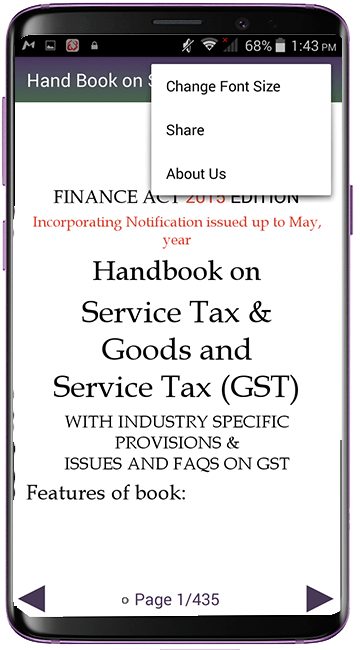 68% 1:43 PM
Hand Book on S
Change Font Size
Share
About Us
FINANCE ACT 2015 EDITION
Incorporating Notification issued up to May,
year
Handbook on
Service Tax &
Goods and
Service Tax (GST)
WITH INDUSTRY SPECIFIC
PROVISIONS &
ISSUES AND FAQS ON GST
Features of book:
Page 1/435